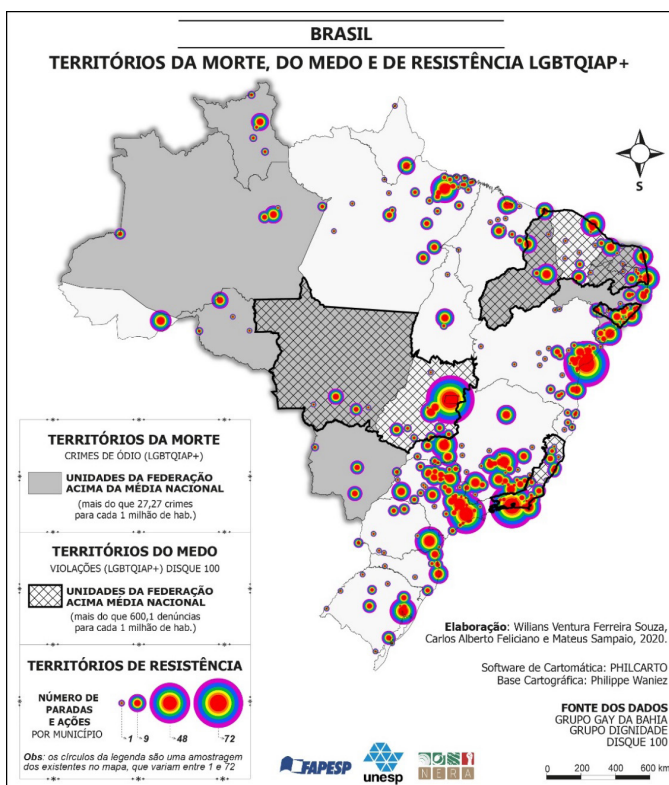 BRASIL
TERRITÓRIOS DA MORTE, DO MEDO E DE RESISTÊNCIA LGBTQIAP+
S
TERRITÓRIOS DA MORTE
CRIMES DE ÓDIO (LGBTQIAP+)
UNIDADES DA FEDERAÇÃO
ACIMA DA MÉDIA NACIONAL
(mais do que 27,27 crimes
para cada 1 milhão de hab.)
TERRITÓRIOS DO MEDO
VIOLAÇÕES (LGBTQIAP+) DISQUE 100
UNIDADES DA FEDERAÇÃO
ACIMA MÉDIA NACIONAL
(mais do que 600,1 denúncias
para cada 1 milhão de hab.)
TERRITÓRIOS DE RESISTÊNCIA
NÚMERO DE
PARADAS
E AÇÕES
POR MUNICÍPIO
1 9 48 72
Obs: os círculos da legenda são uma amostragem
dos existentes no mapa, que variam entre 1 e 72
Elaboração: Wilians Ventura Ferreira Souza,
Carlos Alberto Feliciano e Mateus Sampaio, 2020.
Software de Cartomática: PHILCARTO
Base Cartográfica: Philippe Waniez
FONTE DOS DADOS
GRUPO GAY DA BAHIA
GRUPO DIGNIDADE
DISQUE 100
FAPESP
unesp
NERA
0 200 400 600 km